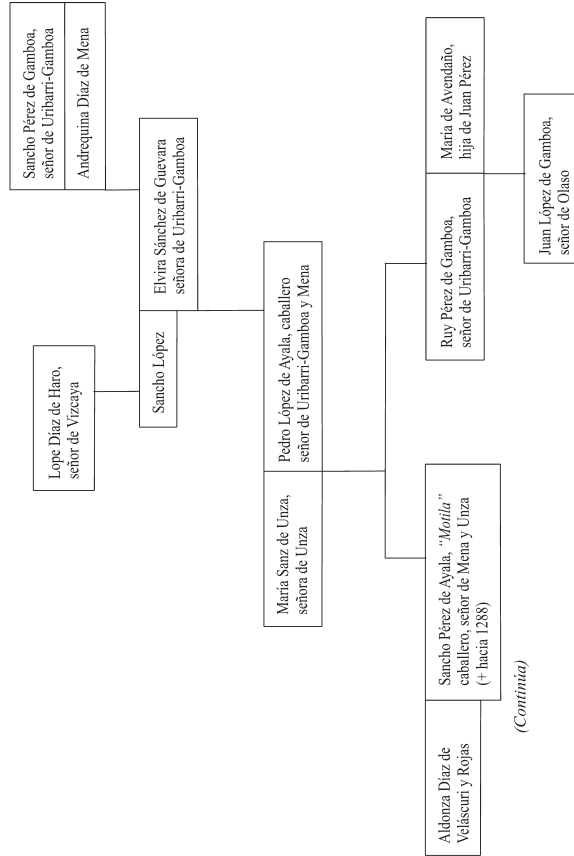 Lope Díaz de Haro,
señor de Vizcaya
Sancho Pérez de Gamboa,
señor de Uribarri-Gamboa
Andrequina Díaz de Mena
Sancho López
Elvira Sánchez de Guevara
señora de Uribarri-Gamboa
María Sanz de Unza,
señora de Unza
Pedro López de Ayala, caballero
señor de Uribarri-Gamboa y Mena
Aldonza Díaz de
Veláscuri y Rojas
Sancho Pérez de Ayala, “Motila”
caballero, señor de Mena y Unza
(+ hacia 1288)
Ruy Pérez de Gamboa,
señor de Uribarri-Gamboa
María de Avendaño,
hija de Juan Pérez
Juan López de Gamboa,
señor de Olaso
(Continúa)